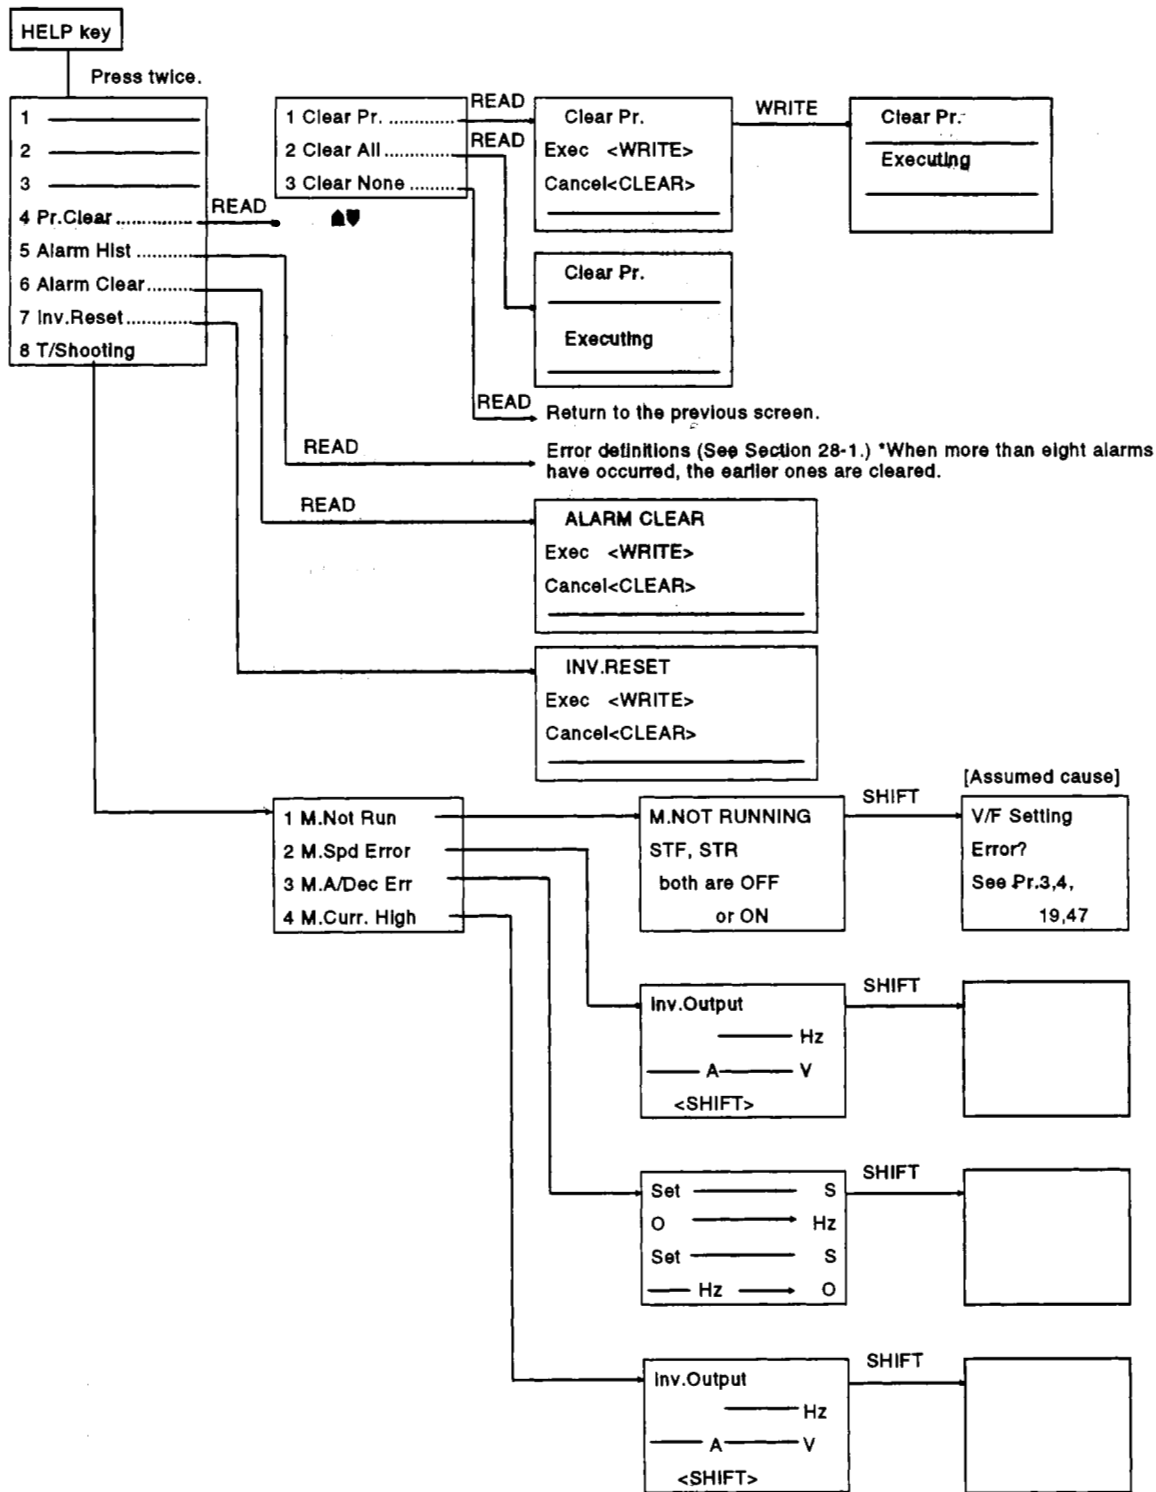 HELP key
Press twice.
1
2
3
4 Pr.Clear ..............
5 Alarm Hist ...........
6 Alarm Clear.........
7 Inv.Reset.............
8 T/Shooting
READ
1 Clear Pr. .............
2 Clear All .............
3 Clear None .........
READ
READ
Clear Pr.
Exec <WRITE>
Cancel<CLEAR>
WRITE
Clear Pr.
Executing
Clear Pr.
Executing
READ
Return to the previous screen.
READ
Error definitions (See Section 28-1.) *When more than eight alarms
have occurred, the earlier ones are cleared.
READ
ALARM CLEAR
Exec <WRITE>
Cancel<CLEAR>
INV.RESET
Exec <WRITE>
Cancel<CLEAR>
1 M.Not Run
2 M.Spd Error
3 M.A/Dec Err
4 M.Curr. High
M.NOT RUNNING
STF, STR
both are OFF
or ON
SHIFT
[Assumed cause]
V/F Setting
Error?
See Pr.3,4,
19,47
Inv.Output
Hz
A V
<SHIFT>
SHIFT
Set S
O Hz
Set S
Hz O
SHIFT
Inv.Output
Hz
A V
<SHIFT>
SHIFT